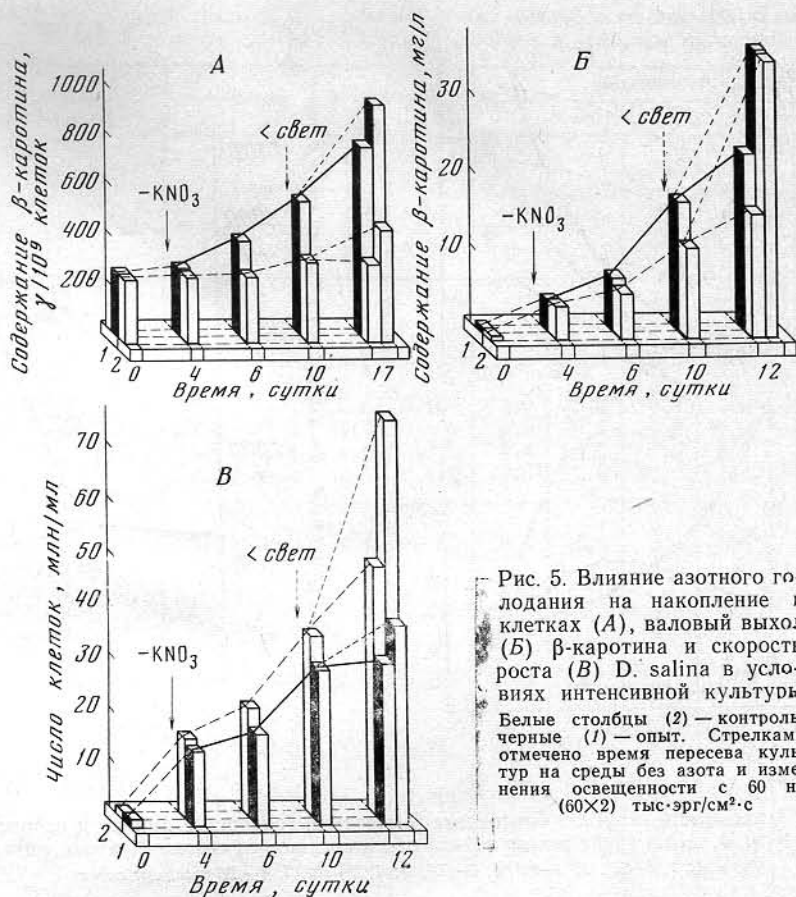 А
Содержание β-каротина,
γ/10⁹ клеток
1000
800
600
400
200
-KNO₃
< свет
1
2
0
4
6
10
17
Время, сутки
Б
Содержание β-каротина, мг/л
30
20
10
-KNO₃
< свет
1
2
0
4
6
10
12
Время, сутки
В
Число клеток, млн/мл
70
60
50
40
30
20
10
-KNO₃
< свет
2
1
0
4
6
10
12
Время, сутки
Рис. 5. Влияние азотного го-
лодания на накопление
клетках (А), валовый выход
(Б) β-каротина и скорость
роста (В) D. salina в усло-
виях интенсивной культуры
Белые столбцы (2) — контроль
черные (1) — опыт. Стрелкам
отмечено время пересева куль
тур на среды без азота и изме
нения освещенности с 60 н
(60×2) тыс·эрг/см²·с